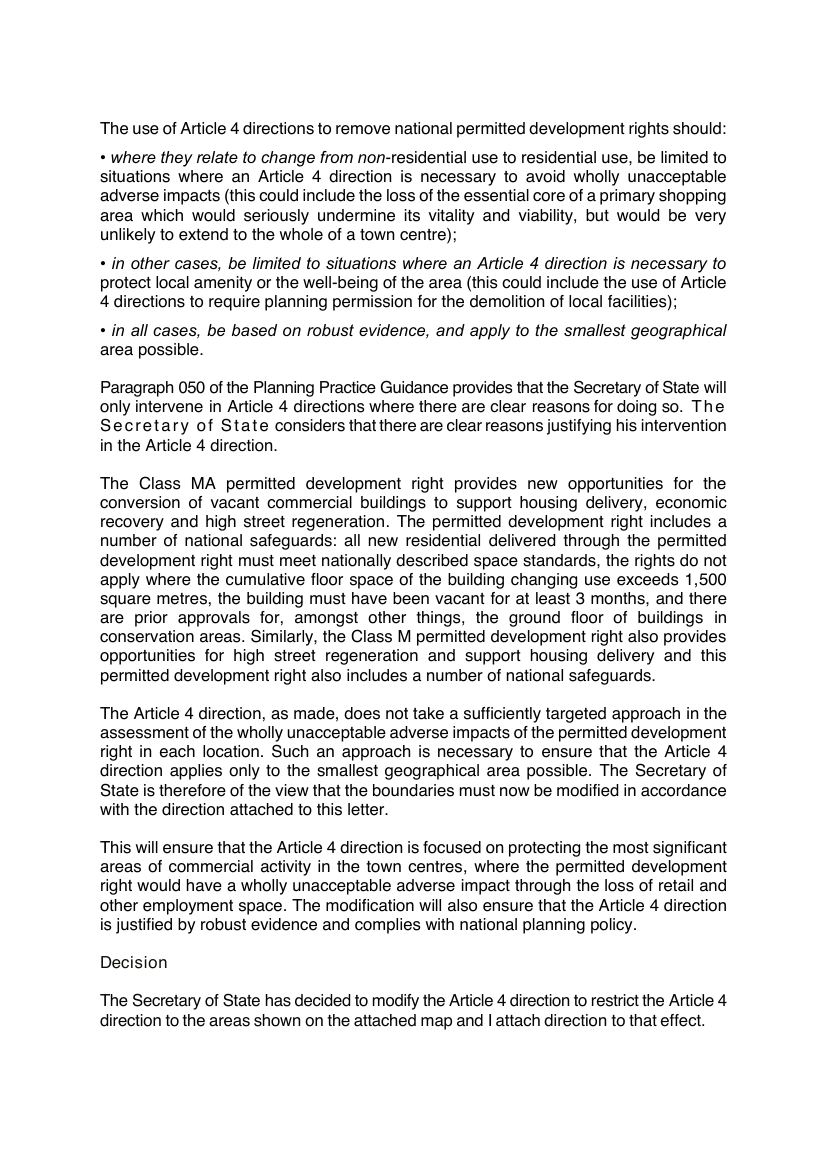 The use of Article 4 directions to remove national permitted development rights should:
• where they relate to change from non-residential use to residential use, be limited to
situations where an Article 4 direction is necessary to avoid wholly unacceptable
adverse impacts (this could include the loss of the essential core of a primary shopping
area which would seriously undermine its vitality and viability, but would be very
unlikely to extend to the whole of a town centre);
• in other cases, be limited to situations where an Article 4 direction is necessary to
protect local amenity or the well-being of the area (this could include the use of Article
4 directions to require planning permission for the demolition of local facilities);
• in all cases, be based on robust evidence, and apply to the smallest geographical
area possible.
Paragraph 050 of the Planning Practice Guidance provides that the Secretary of State will
only intervene in Article 4 directions where there are clear reasons for doing so. The
Secretary of State considers that there are clear reasons justifying his intervention
in the Article 4 direction.
The Class MA permitted development right provides new opportunities for the
conversion of vacant commercial buildings to support housing delivery, economic
recovery and high street regeneration. The permitted development right includes a
number of national safeguards: all new residential delivered through the permitted
development right must meet nationally described space standards, the rights do not
apply where the cumulative floor space of the building changing use exceeds 1,500
square metres, the building must have been vacant for at least 3 months, and there
are prior approvals for, amongst other things, the ground floor of buildings in
conservation areas. Similarly, the Class M permitted development right also provides
opportunities for high street regeneration and support housing delivery and this
permitted development right also includes a number of national safeguards.
The Article 4 direction, as made, does not take a sufficiently targeted approach in the
assessment of the wholly unacceptable adverse impacts of the permitted development
right in each location. Such an approach is necessary to ensure that the Article 4
direction applies only to the smallest geographical area possible. The Secretary of
State is therefore of the view that the boundaries must now be modified in accordance
with the direction attached to this letter.
This will ensure that the Article 4 direction is focused on protecting the most significant
areas of commercial activity in the town centres, where the permitted development
right would have a wholly unacceptable adverse impact through the loss of retail and
other employment space. The modification will also ensure that the Article 4 direction
is justified by robust evidence and complies with national planning policy.
Decision
The Secretary of State has decided to modify the Article 4 direction to restrict the Article 4
direction to the areas shown on the attached map and I attach direction to that effect.